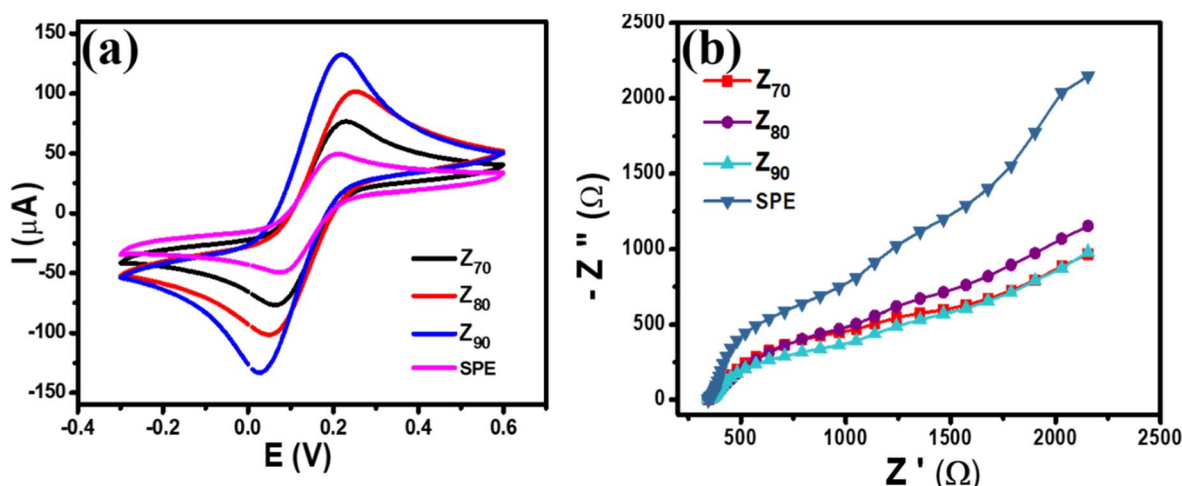 (a)
150
100
50
0
-50
-100
-150
I (μA)
Z70
Z80
Z90
SPE
-0.4 -0.2 0.0 0.2 0.4 0.6
E (V)
(b)
2500
2000
1500
1000
500
0
- Z " (Ω)
Z70
Z80
Z90
SPE
500 1000 1500 2000 2500
Z ' (Ω)